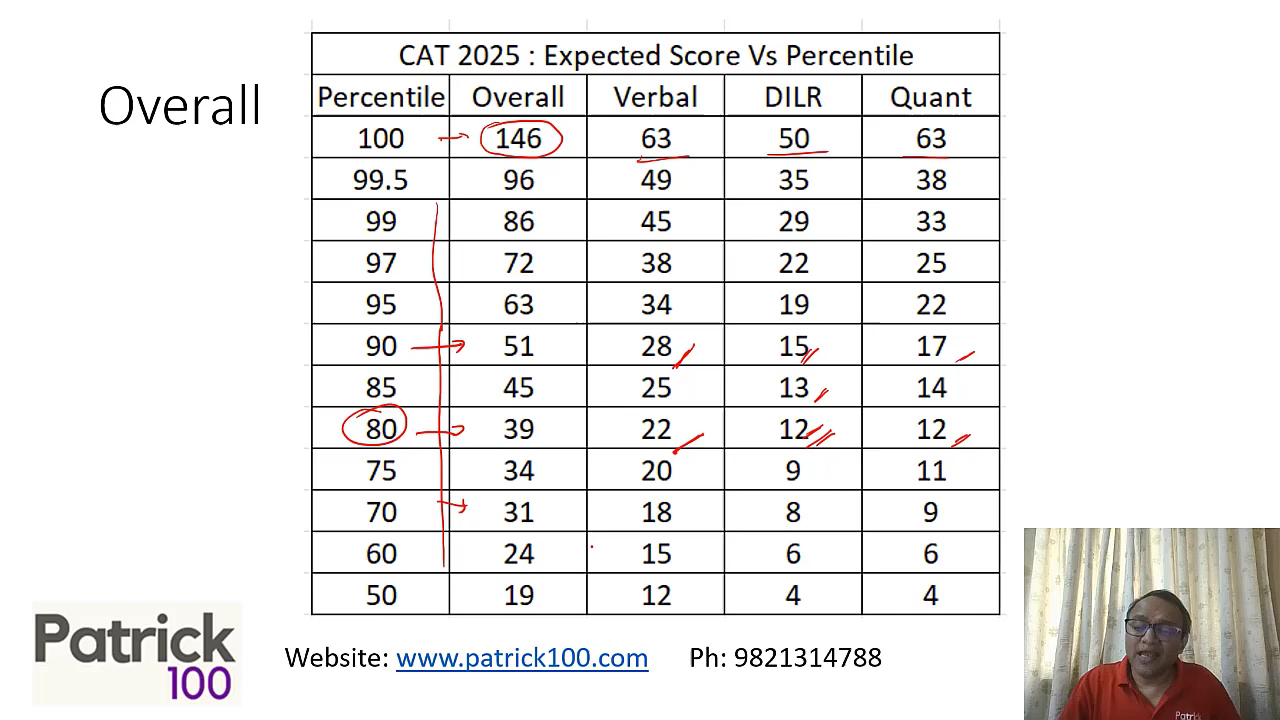 Overall
CAT 2025 : Expected Score Vs Percentile
Percentile Overall Verbal DILR Quant
100 146 63 50 63
99.5 96 49 35 38
99 86 45 29 33
97 72 38 22 25
95 63 34 19 22
90 51 28 15 17
85 45 25 13 14
80 39 22 12 12
75 34 20 9 11
70 31 18 8 9
60 24 15 6 6
50 19 12 4 4
Patrick
100
Website: www.patrick100.com Ph: 9821314788
Patrick